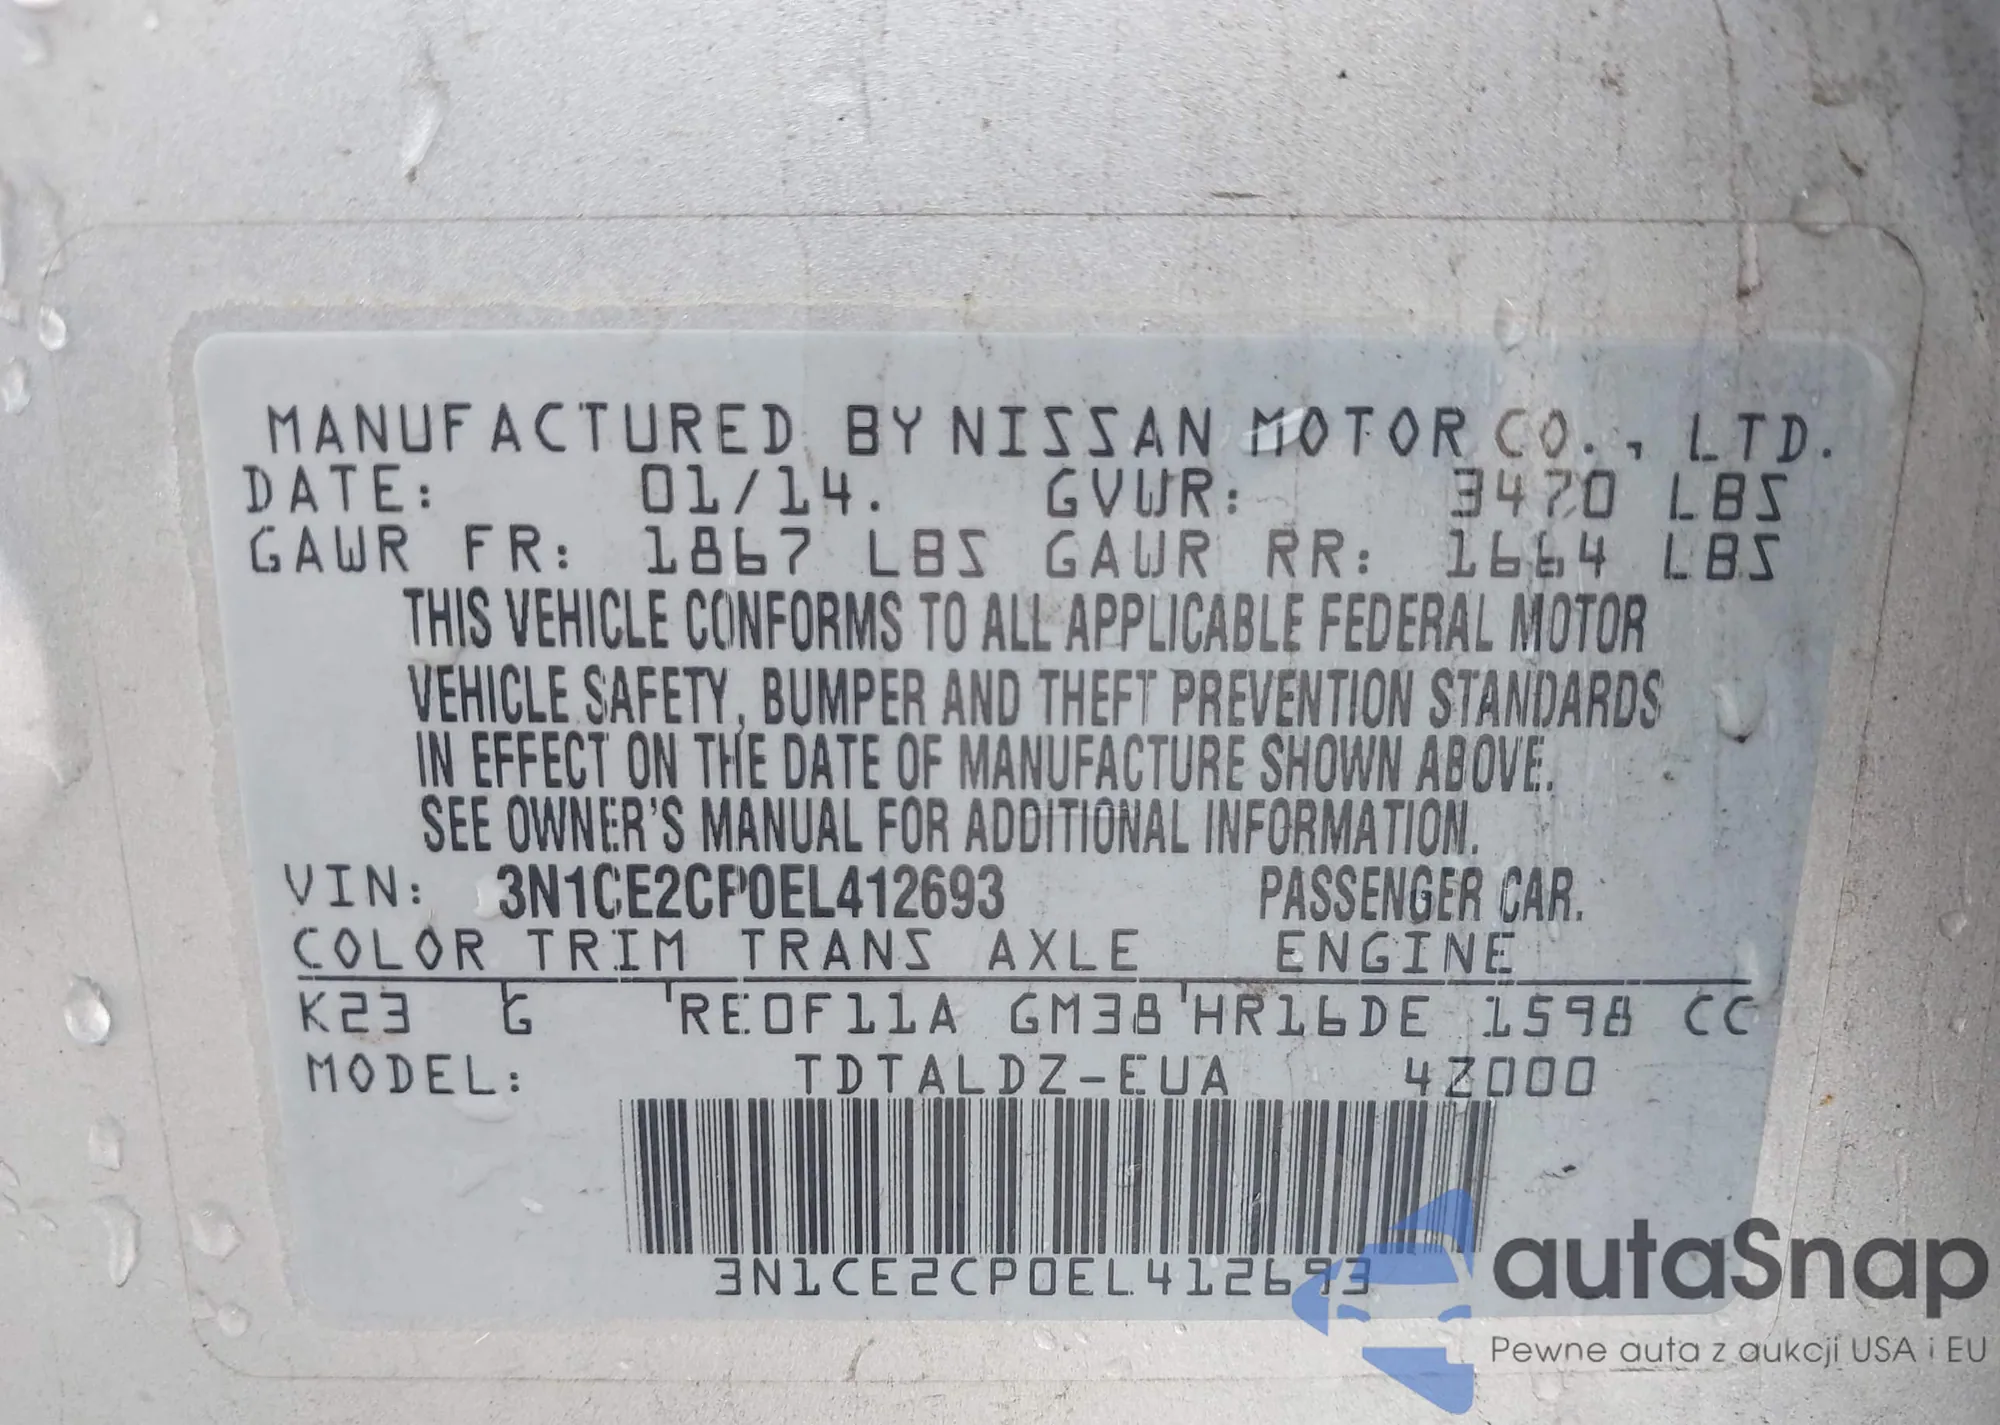 MANUFACTURED BY NISSAN MOTOR CO., LTD.
DATE: 01/14. GVWR: 3470 LBS
GAWR FR: 1867 LBS GAWR RR: 1664 LBS
THIS VEHICLE CONFORMS TO ALL APPLICABLE FEDERAL MOTOR
VEHICLE SAFETY, BUMPER AND THEFT PREVENTION STANDARDS
IN EFFECT ON THE DATE OF MANUFACTURE SHOWN ABOVE.
SEE OWNER'S MANUAL FOR ADDITIONAL INFORMATION.
VIN: 3N1CE2CP0EL412693 PASSENGER CAR.
COLOR TRIM TRANS AXLE ENGINE
K23 G RE0F11A GM38 HR16DE 1598 CC
MODEL: TDTALDZ-EUA 4Z000
3N1CE2CP0EL412693
autaSnap
Pewne auta z aukcji USA i EU